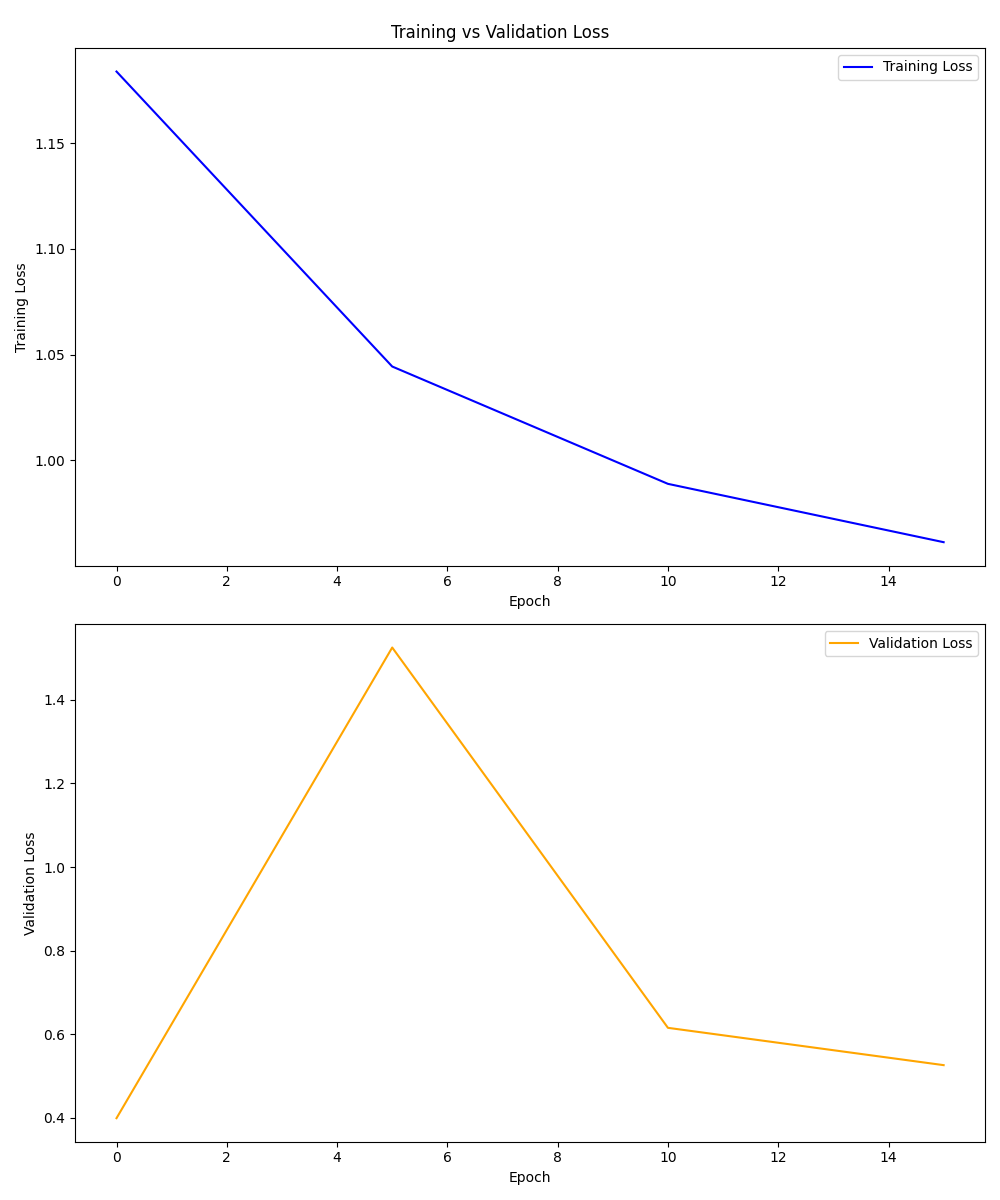 Training vs Validation Loss
Training Loss
1.15
1.10
1.05
1.00
Training Loss
0 2 4 6 8 10 12 14
Epoch
Validation Loss
1.4
1.2
1.0
0.8
0.6
0.4
Validation Loss
0 2 4 6 8 10 12 14
Epoch